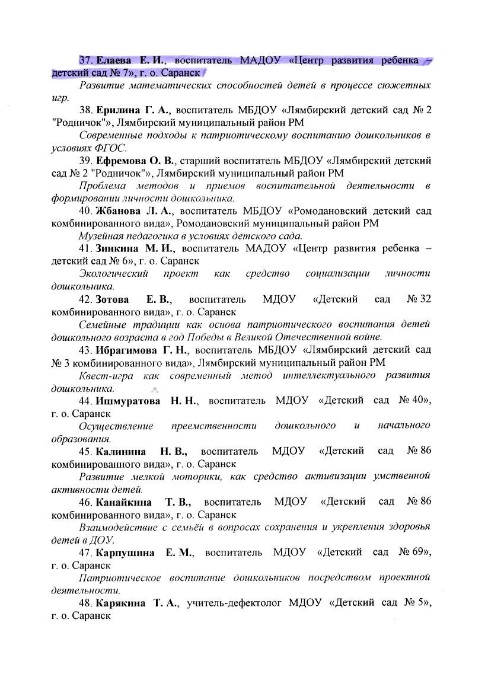 37. Елаева Е. И., воспитатель МАДОУ «Центр развития ребенка –
детский сад № 7», г. о. Саранск
Развитие математических способностей детей в процессе сюжетных
игр.
38. Ерилина Г. А., воспитатель МБДОУ «Лямбирский детский сад № 2
"Родничок"», Лямбирский муниципальный район РМ
Современные подходы к патриотическому воспитанию дошкольников в
условиях ФГОС.
39. Ефремова О. В., старший воспитатель МБДОУ «Лямбирский детский
сад № 2 "Родничок"», Лямбирский муниципальный район РМ
Проблема методов и приемов воспитательной деятельности в
формировании личности дошкольника.
40. Жбанова Л. А., воспитатель МБДОУ «Ромодановский детский сад
комбинированного вида», Ромодановский муниципальный район РМ
Музейная педагогика в условиях детского сада.
41. Зинкина М. И., воспитатель МАДОУ «Центр развития ребенка –
детский сад № 6», г. о. Саранск
Экологический проект как средство социализации личности
дошкольника.
42. Зотова Е. В., воспитатель МДОУ «Детский сад № 32
комбинированного вида», г. о. Саранск
Семейные традиции как основа патриотического воспитания детей
дошкольного возраста в год Победы в Великой Отечественной войне.
43. Ибрагимова Г. Н., воспитатель МБДОУ «Лямбирский детский сад
№ 3 комбинированного вида», Лямбирский муниципальный район РМ
Квест-игра как современный метод интеллектуального развития
дошкольника.
44. Ишмуратова Н. Н., воспитатель МДОУ «Детский сад № 40»,
г. о. Саранск
Осуществление преемственности дошкольного и начального
образования.
45. Калинина Н. В., воспитатель МДОУ «Детский сад № 86
комбинированного вида», г. о. Саранск
Развитие мелкой моторики, как средство активизации умственной
активности детей.
46. Канайкина Т. В., воспитатель МДОУ «Детский сад № 86
комбинированного вида», г. о. Саранск
Взаимодействие с семьёй в вопросах сохранения и укрепления здоровья
детей в ДОУ.
47. Карпушина Е. М., воспитатель МДОУ «Детский сад № 69»,
г. о. Саранск
Патриотическое воспитание дошкольников посредством проектной
деятельности.
48. Карякина Т. А., учитель-дефектолог МДОУ «Детский сад № 5»,
г. о. Саранск